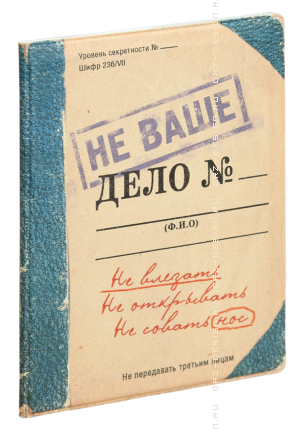 Уровень секретности №
Шифр 236/VII
НЕ ВАШЕ
ДЕЛО №
(Ф.И.О)
Не влезать
Не открывать
Не совать нос
Не передавать третьим лицам